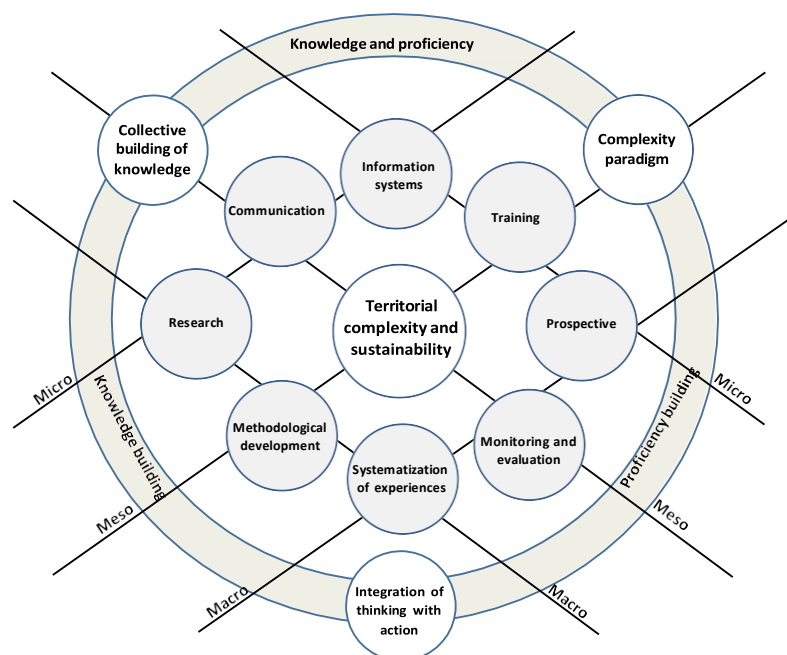 Knowledge and proficiency
Collective
building of
knowledge
Complexity
paradigm
Information
systems
Communication
Training
Territorial
complexity and
sustainability
Research
Prospective
Micro
Knowledge building
Proficiency building
Micro
Methodological
development
Monitoring and
evaluation
Systematization
of experiences
Meso
Meso
Macro
Macro
Integration of
thinking with
action